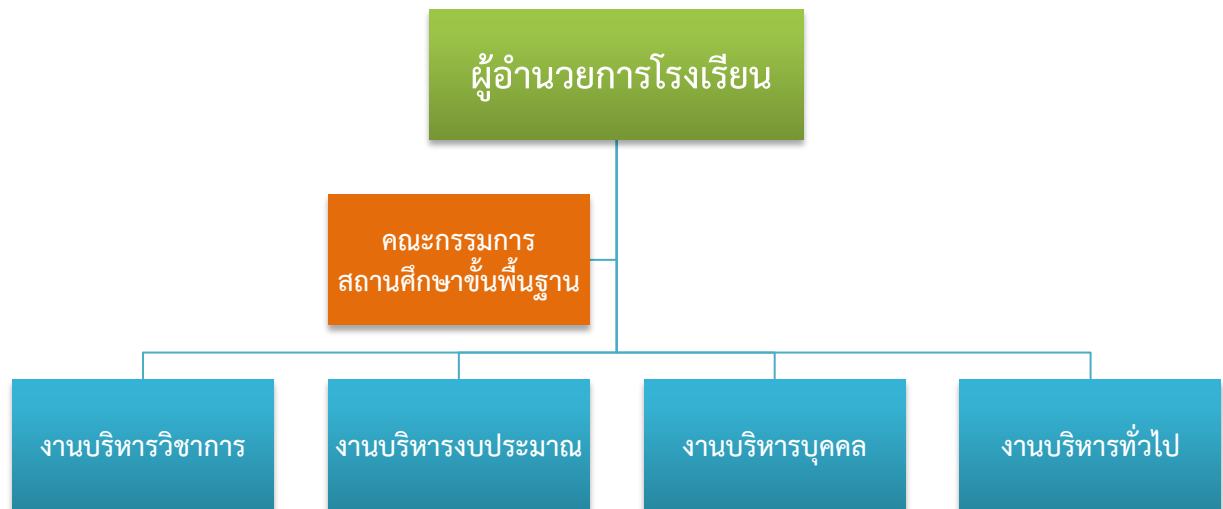 ผู้อำนวยการโรงเรียน
คณะกรรมการ
สถานศึกษาขั้นพื้นฐาน
งานบริหารวิชาการ
งานบริหารงบประมาณ
งานบริหารบุคคล
งานบริหารทั่วไป